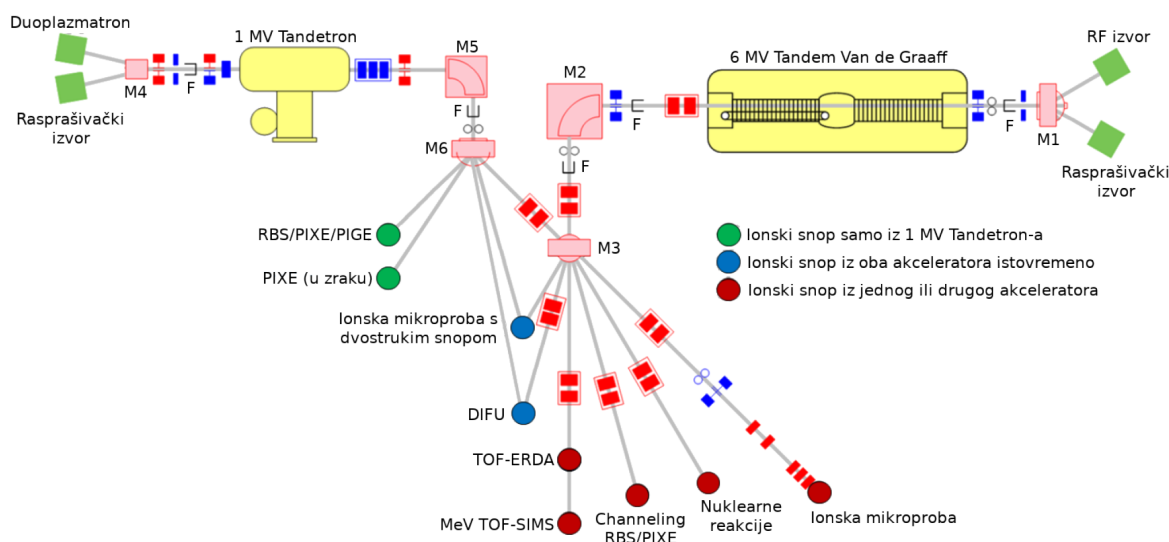 Duoplazmatron
1 MV Tandetron
M5
M2
6 MV Tandem Van de Graaff
RF izvor
M4
F
Rasprašivački
izvor
F
M6
F
F
F
M1
Rasprašivački
izvor
RBS/PIXE/PIGE
M3
Ionski snop samo iz 1 MV Tandetron-a
PIXE (u zraku)
Ionski snop iz oba akceleratora istovremeno
Ionski snop iz jednog ili drugog akceleratora
Ionska mikroproba s
dvostrukim snopom
DIFU
TOF-ERDA
MeV TOF-SIMS
Channeling
RBS/PIXE
Nuklearne
reakcije
Ionska mikroproba